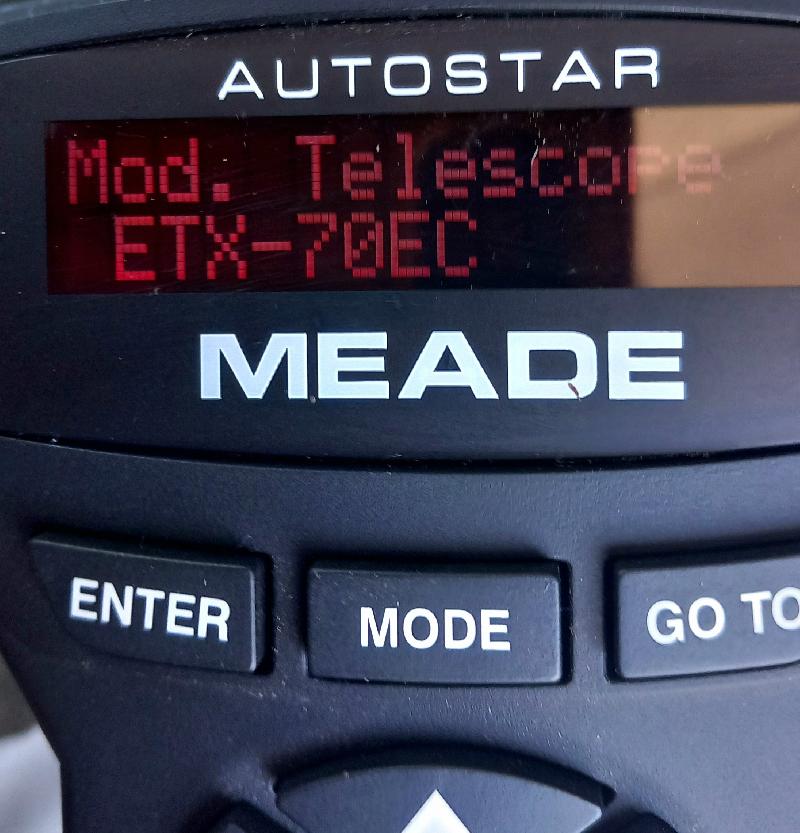 AUTOSTAR
Mod. Telescope
ETX-70EC
MEADE
ENTER
MODE
GO TO